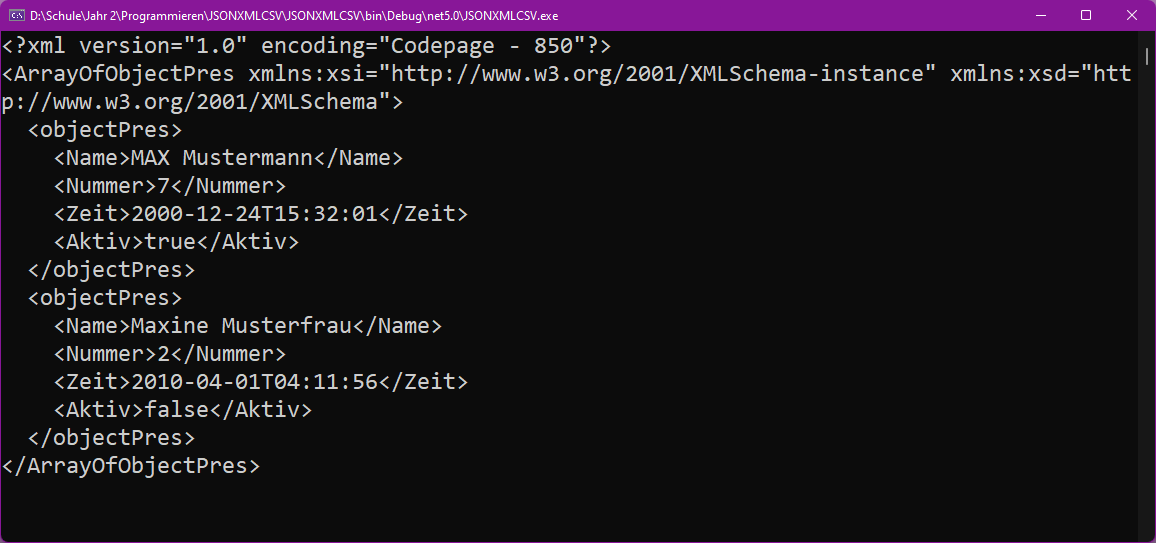 D:\Schule\Jahr 2\Programmieren\JSONXMLCSV\JSONXMLCSV\bin\Debug\net5.0\JSONXMLCSV.exe
<?xml version="1.0" encoding="Codepage - 850"?>
<ArrayOfObjectPres xmlns:xsi="http://www.w3.org/2001/XMLSchema-instance" xmlns:xsd="htt
p://www.w3.org/2001/XMLSchema">
  <objectPres>
    <Name>MAX Mustermann</Name>
    <Nummer>7</Nummer>
    <Zeit>2000-12-24T15:32:01</Zeit>
    <Aktiv>true</Aktiv>
  </objectPres>
  <objectPres>
    <Name>Maxine Musterfrau</Name>
    <Nummer>2</Nummer>
    <Zeit>2010-04-01T04:11:56</Zeit>
    <Aktiv>false</Aktiv>
  </objectPres>
</ArrayOfObjectPres>